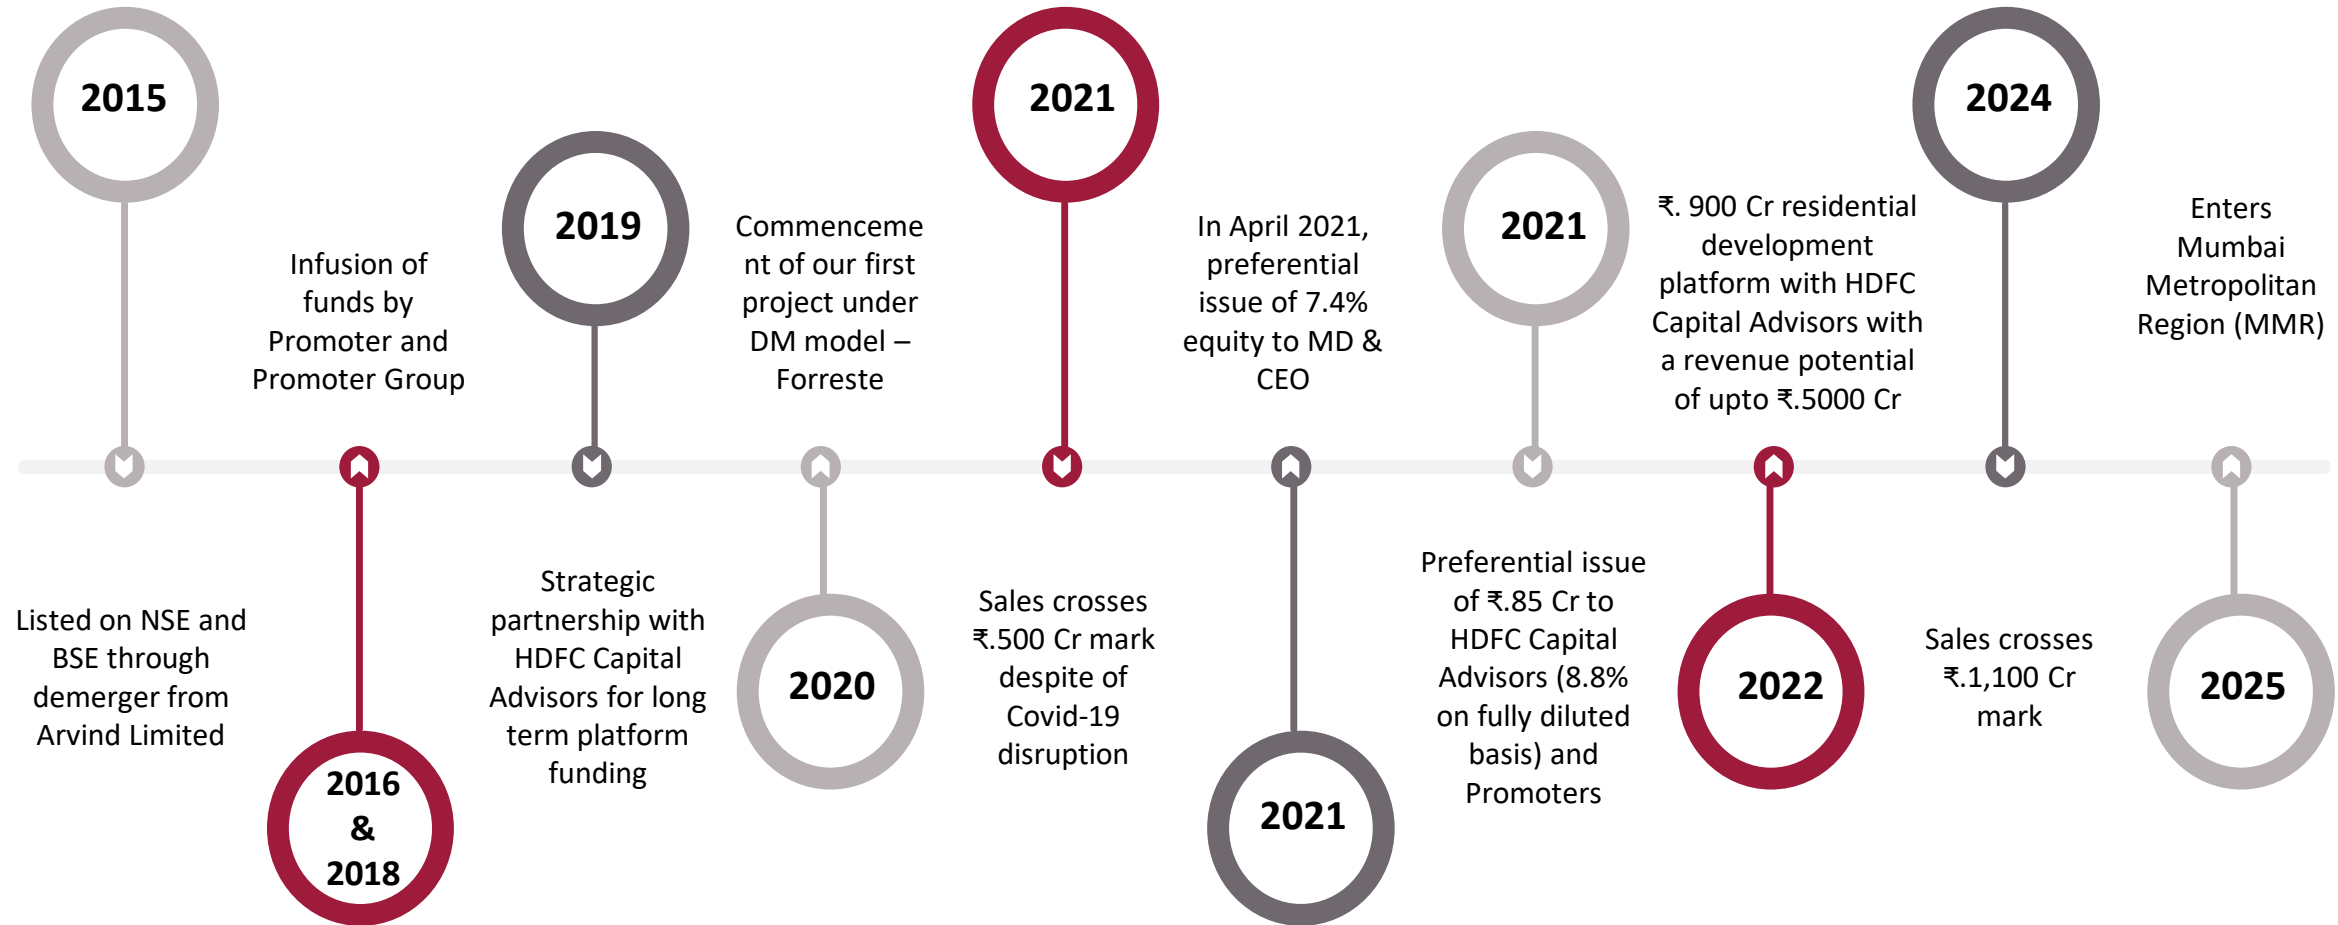 2015
Listed on NSE and
BSE through
demerger from
Arvind Limited
Infusion of
funds by
Promoter and
Promoter Group
2016
&
2018
2019
Strategic
partnership with
HDFC Capital
Advisors for long
term platform
funding
Commenceme
nt of our first
project under
DM model –
Forreste
2020
2021
Sales crosses
₹.500 Cr mark
despite of
Covid-19
disruption
In April 2021,
preferential
issue of 7.4%
equity to MD &
CEO
2021
2021
Preferential issue
of ₹.85 Cr to
HDFC Capital
Advisors (8.8%
on fully diluted
basis) and
Promoters
₹. 900 Cr residential
development
platform with HDFC
Capital Advisors with
a revenue potential
of upto ₹.5000 Cr
2022
2024
Sales crosses
₹.1,100 Cr
mark
Enters
Mumbai
Metropolitan
Region (MMR)
2025